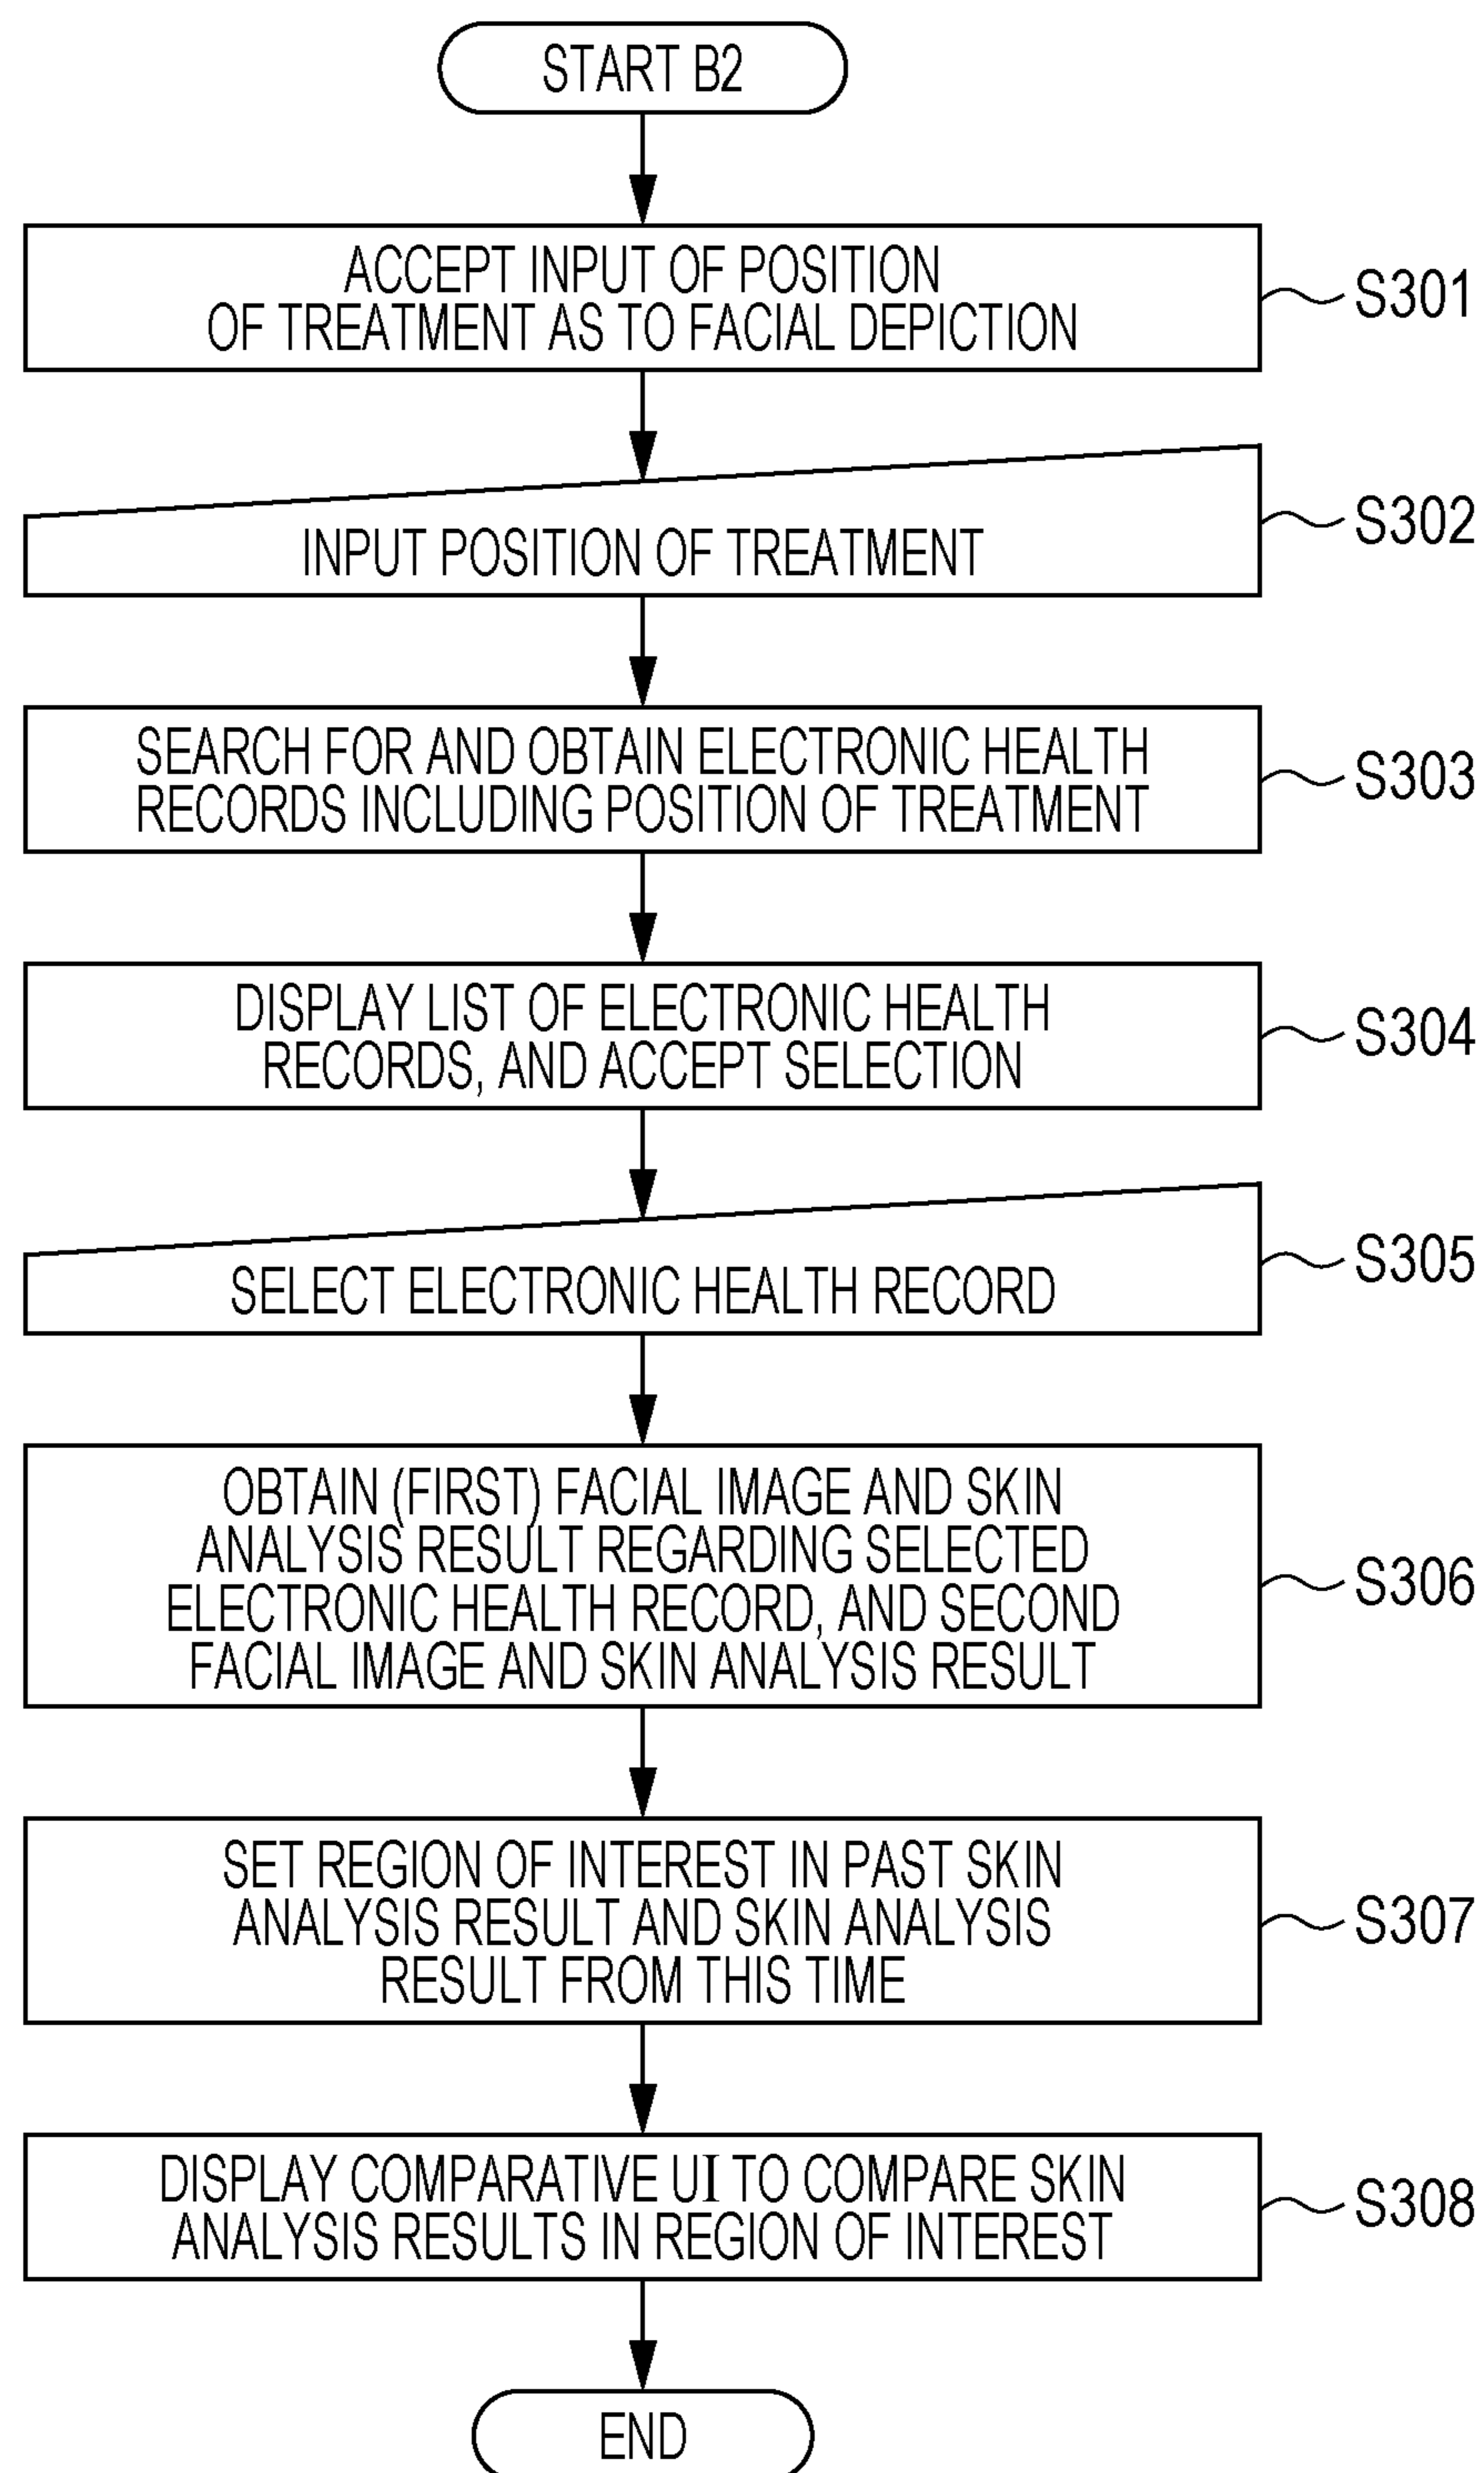 START B2
ACCEPT INPUT OF POSITION
OF TREATMENT AS TO FACIAL DEPICTION
S301
INPUT POSITION OF TREATMENT
S302
SEARCH FOR AND OBTAIN ELECTRONIC HEALTH
RECORDS INCLUDING POSITION OF TREATMENT
S303
DISPLAY LIST OF ELECTRONIC HEALTH
RECORDS, AND ACCEPT SELECTION
S304
SELECT ELECTRONIC HEALTH RECORD
S305
OBTAIN (FIRST) FACIAL IMAGE AND SKIN
ANALYSIS RESULT REGARDING SELECTED
ELECTRONIC HEALTH RECORD, AND SECOND
FACIAL IMAGE AND SKIN ANALYSIS RESULT
S306
SET REGION OF INTEREST IN PAST SKIN
ANALYSIS RESULT AND SKIN ANALYSIS
RESULT FROM THIS TIME
S307
DISPLAY COMPARATIVE UI TO COMPARE SKIN
ANALYSIS RESULTS IN REGION OF INTEREST
S308
END